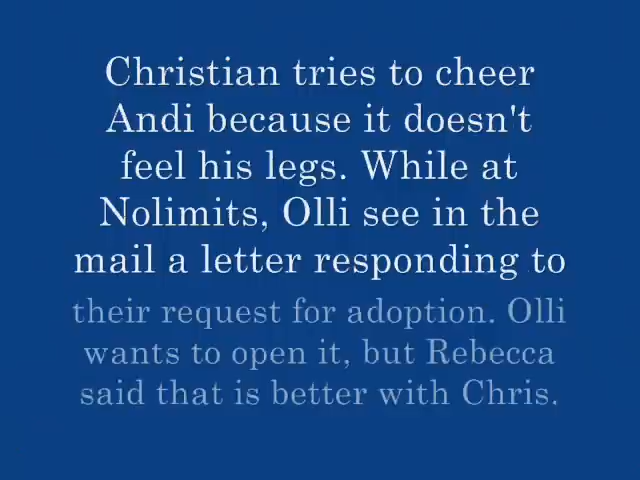 Christian tries to cheer
Andi because it doesn't
feel his legs. While at
Nolimits, Olli see in the
mail a letter responding to
their request for adoption. Olli
wants to open it, but Rebecca
said that is better with Chris.